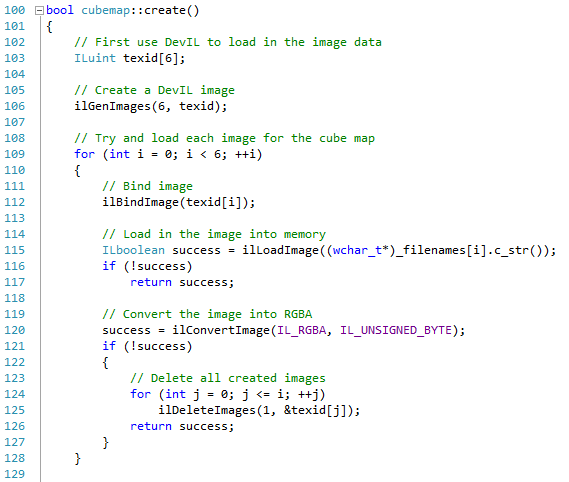 100 bool cubemap::create()
101 {
102     // First use DevIL to load in the image data
103     ILuint texid[6];
104
105     // Create a DevIL image
106     ilGenImages(6, texid);
107
108     // Try and load each image for the cube map
109     for (int i = 0; i < 6; ++i)
110     {
111         // Bind image
112         ilBindImage(texid[i]);
113
114         // Load in the image into memory
115         ILboolean success = ilLoadImage((wchar_t*)_filenames[i].c_str());
116         if (!success)
117             return success;
118
119         // Convert the image into RGBA
120         success = ilConvertImage(IL_RGBA, IL_UNSIGNED_BYTE);
121         if (!success)
122         {
123             // Delete all created images
124             for (int j = 0; j <= i; ++j)
125                 ilDeleteImages(1, &texid[j]);
126             return success;
127         }
128     }
129